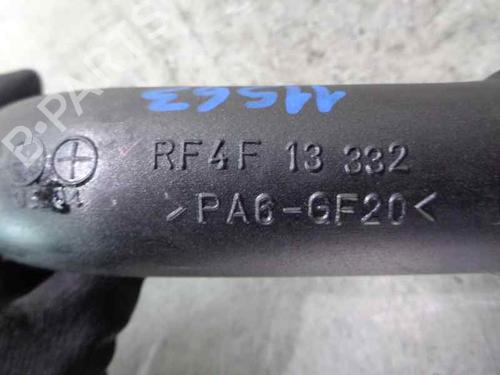 11563
RF4F 13 332
>PA6-GF20<
B-PARTS